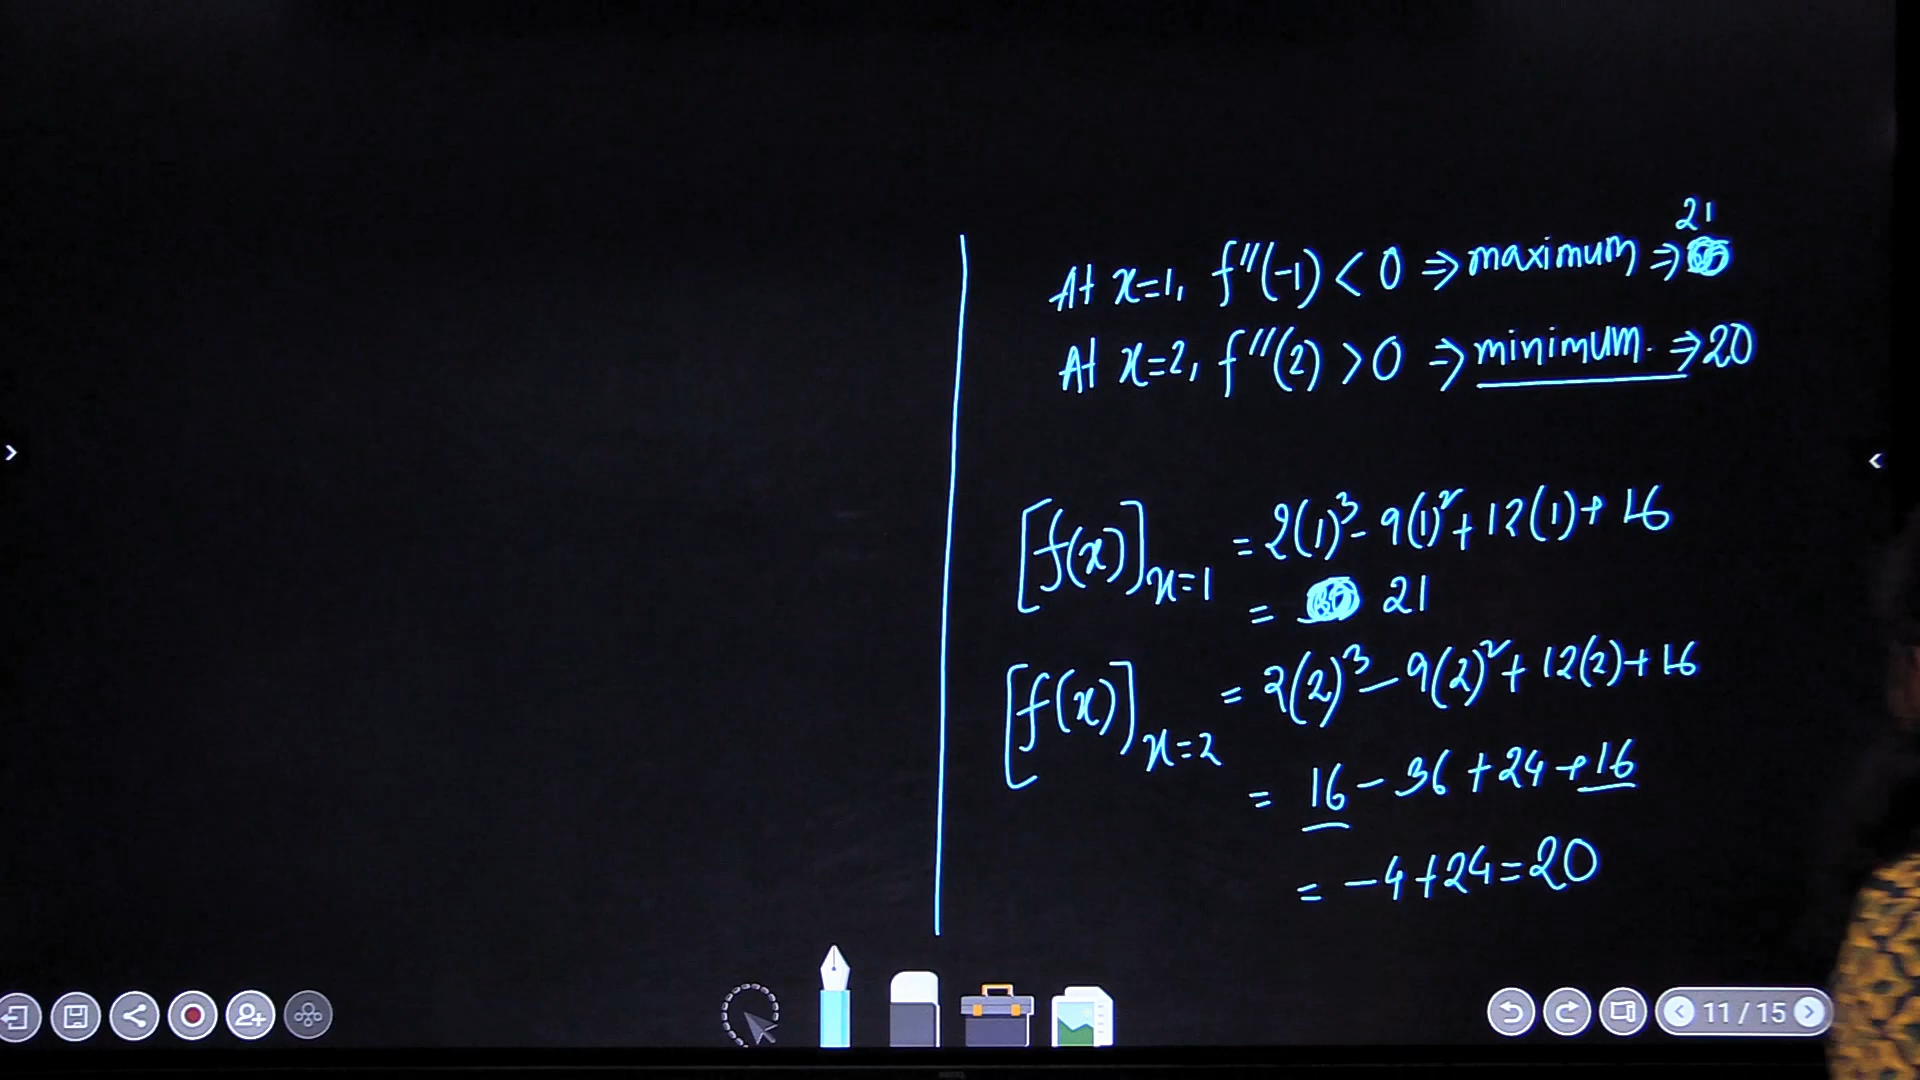 21
At x=1, f''(-1) < 0 ⇒ maximum ⇒
At x=2, f''(2) > 0 ⇒ minimum. ⇒ 20
[f(x)]x=1 = 2(1)³ - 9(1)² + 12(1) + 16
= 21
[f(x)]x=2 = 2(2)³ - 9(2)² + 12(2) + 16
= 16 - 36 + 24 + 16
= -4 + 24 = 20
11 / 15